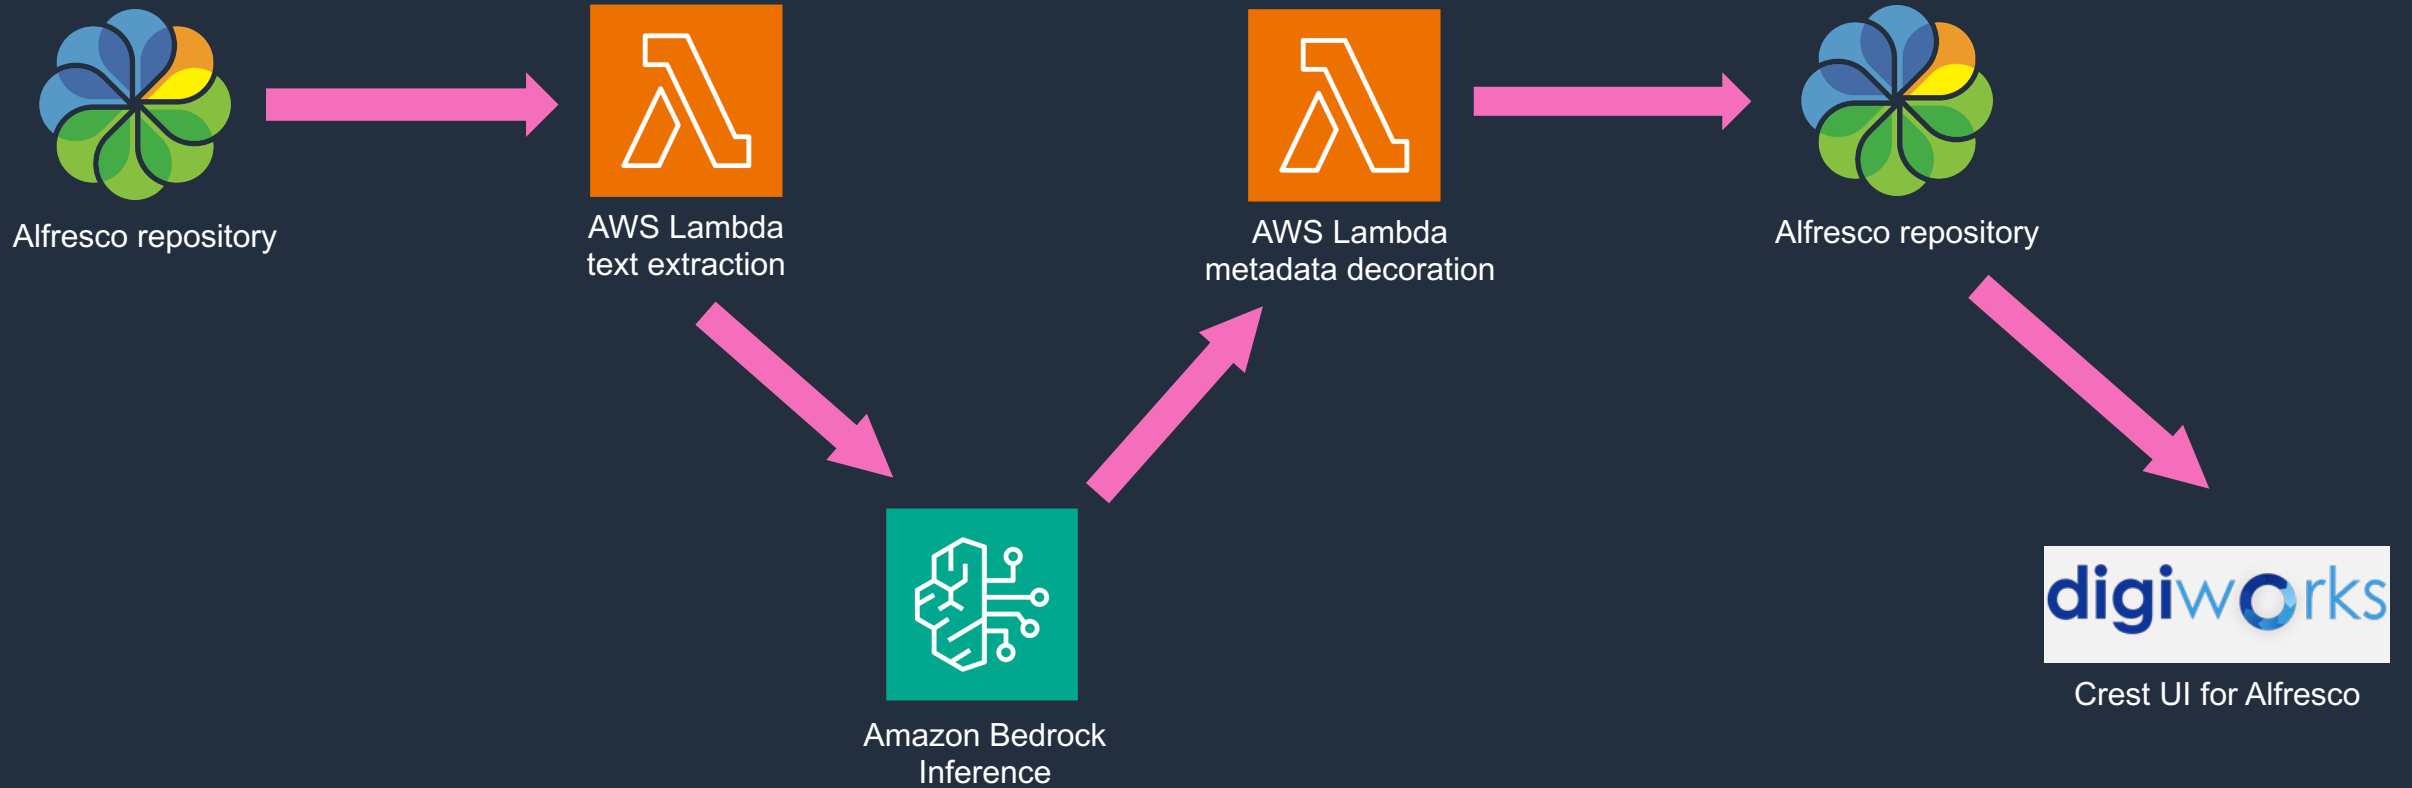 Alfresco repository
AWS Lambda
text extraction
Amazon Bedrock
Inference
AWS Lambda
metadata decoration
Alfresco repository
digiworks
Crest UI for Alfresco